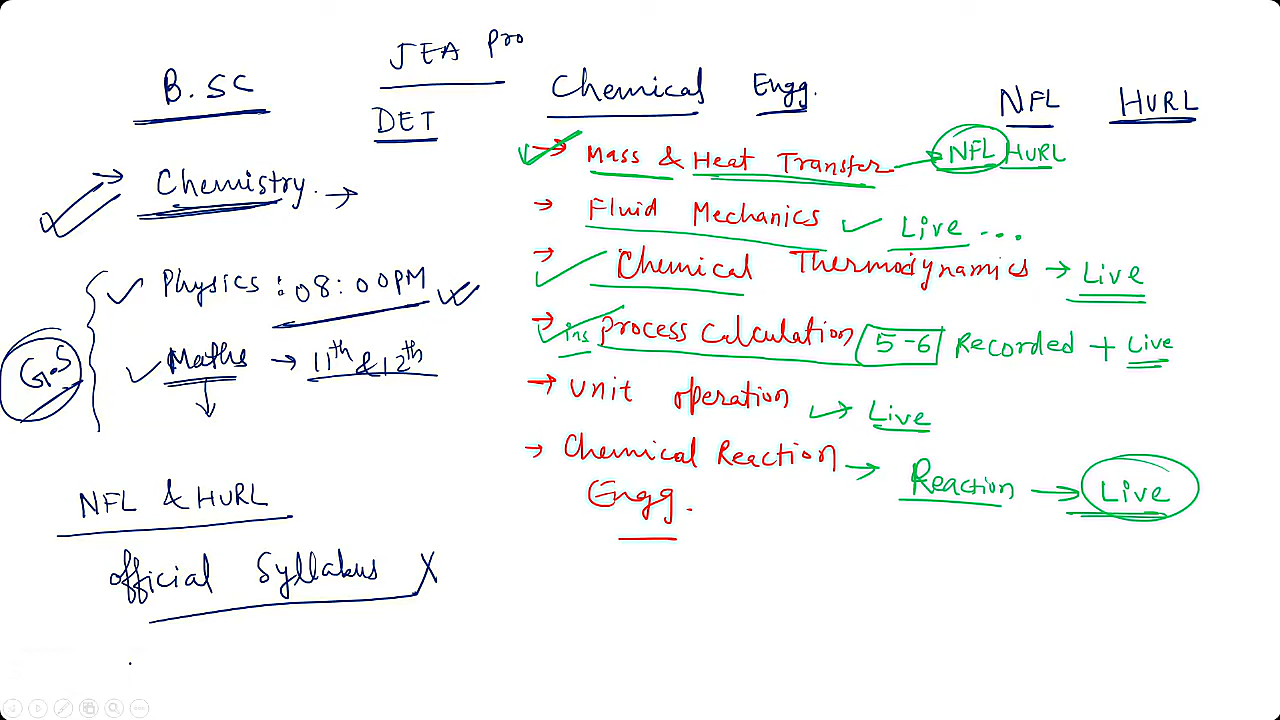 B.SC
JEA Pro
DET
Chemical Engg.
NFL HURL
→ Chemistry. →
Physics : 08:00PM
G.S
Maths → 11th & 12th
NFL & HURL
official Syllabus X
→ Mass & Heat Transfer → NFL HURL
→ Fluid Mechanics ✓ Live ...
→ Chemical Thermodynamics → Live
→ Process Calculation 5-6 Recorded + Live
→ Unit operation → Live
→ Chemical Reaction → Reaction → Live
Engg.